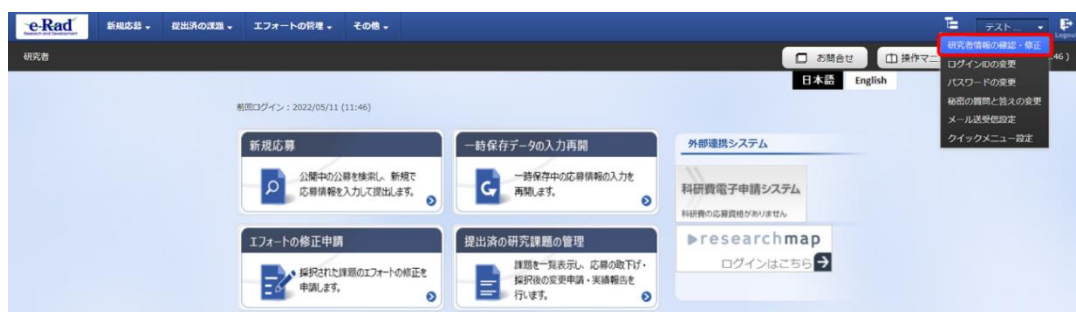 e-Rad 新規応募 提出済の課題 エフォートの管理 その他 テスト... Logout
研究者 お問合せ 操作マニ 46 )
研究者情報の確認・修正
ログインIDの変更
パスワードの変更
秘密の質問と答えの変更
メール送受信設定
クイックメニュー設定
日本語 English
前回ログイン：2022/05/11 (11:46)
新規応募
公開中の公募を検索し、新規で
応募情報を入力して提出します。
一時保存データの入力再開
一時保存中の応募情報の入力を
再開します。
外部連携システム
科研費電子申請システム
科研費の応募資格がありません
エフォートの修正申請
採択された課題のエフォートの修正を
申請します。
提出済の研究課題の管理
課題を一覧表示し、応募の取下げ・
採択後の変更申請・実績報告を
行います。
researchmap
ログインはこちら